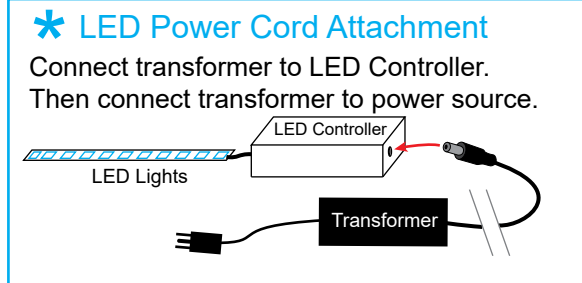 * LED Power Cord Attachment
Connect transformer to LED Controller.
Then connect transformer to power source.
LED Controller
LED Lights
Transformer